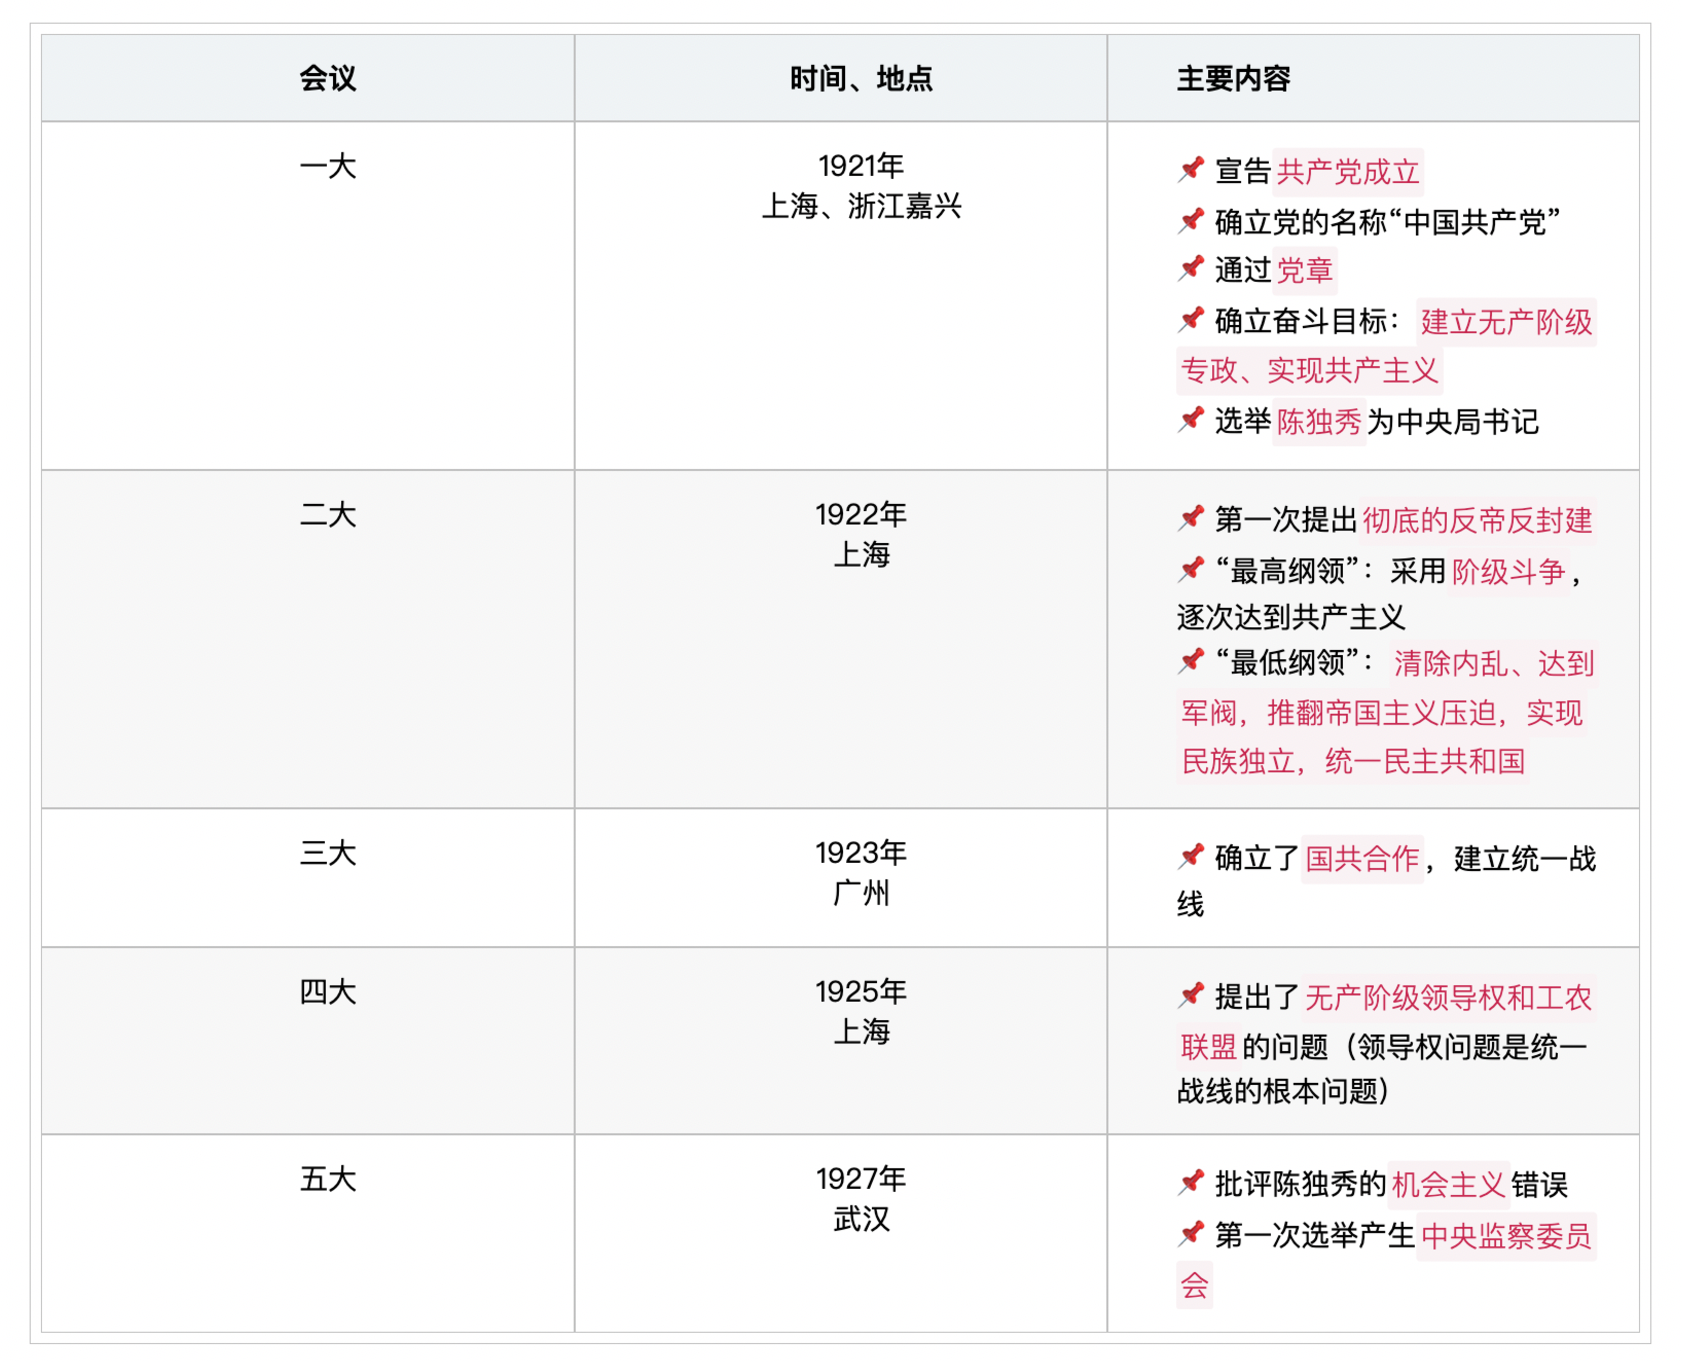 会议
时间、地点
主要内容
一大
1921年
上海、浙江嘉兴
宣告共产党成立
确立党的名称“中国共产党”
通过党章
确立奋斗目标：建立无产阶级
专政、实现共产主义
选举陈独秀为中央局书记
二大
1922年
上海
第一次提出彻底的反帝反封建
“最高纲领”：采用阶级斗争，
逐次达到共产主义
“最低纲领”：清除内乱、达到
军阀，推翻帝国主义压迫，实现
民族独立，统一民主共和国
三大
1923年
广州
确立了国共合作，建立统一战
线
四大
1925年
上海
提出了无产阶级领导权和工农
联盟的问题（领导权问题是统一
战线的根本问题）
五大
1927年
武汉
批评陈独秀的机会主义错误
第一次选举产生中央监察委员
会